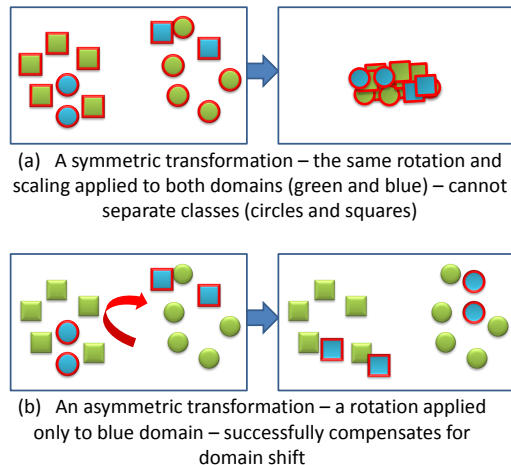 (a) A symmetric transformation – the same rotation and
scaling applied to both domains (green and blue) – cannot
separate classes (circles and squares)
(b) An asymmetric transformation – a rotation applied
only to blue domain – successfully compensates for
domain shift